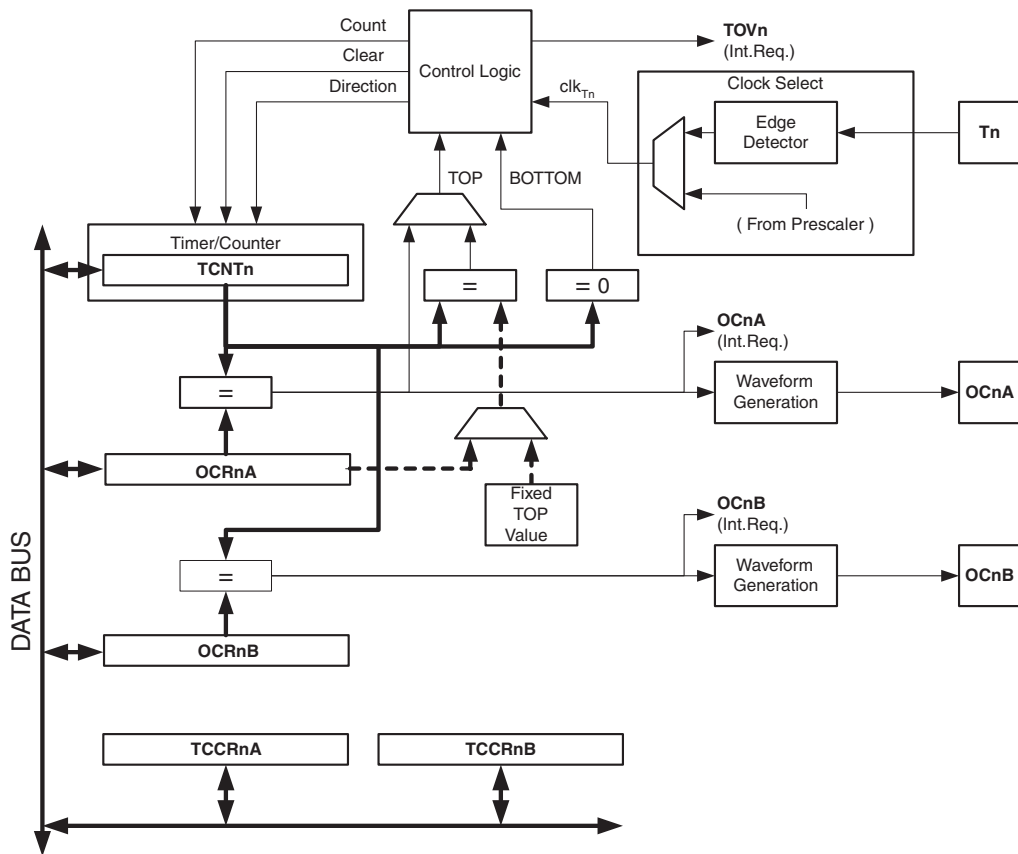 Count
Clear
Direction
Control Logic
TOVn
(Int.Req.)
clkTn
Clock Select
Edge
Detector
Tn
( From Prescaler )
TOP
BOTTOM
Timer/Counter
TCNTn
=
= 0
OCnA
(Int.Req.)
=
Waveform
Generation
OCnA
OCRnA
Fixed
TOP
Value
OCnB
(Int.Req.)
=
Waveform
Generation
OCnB
OCRnB
DATA BUS
TCCRnA
TCCRnB